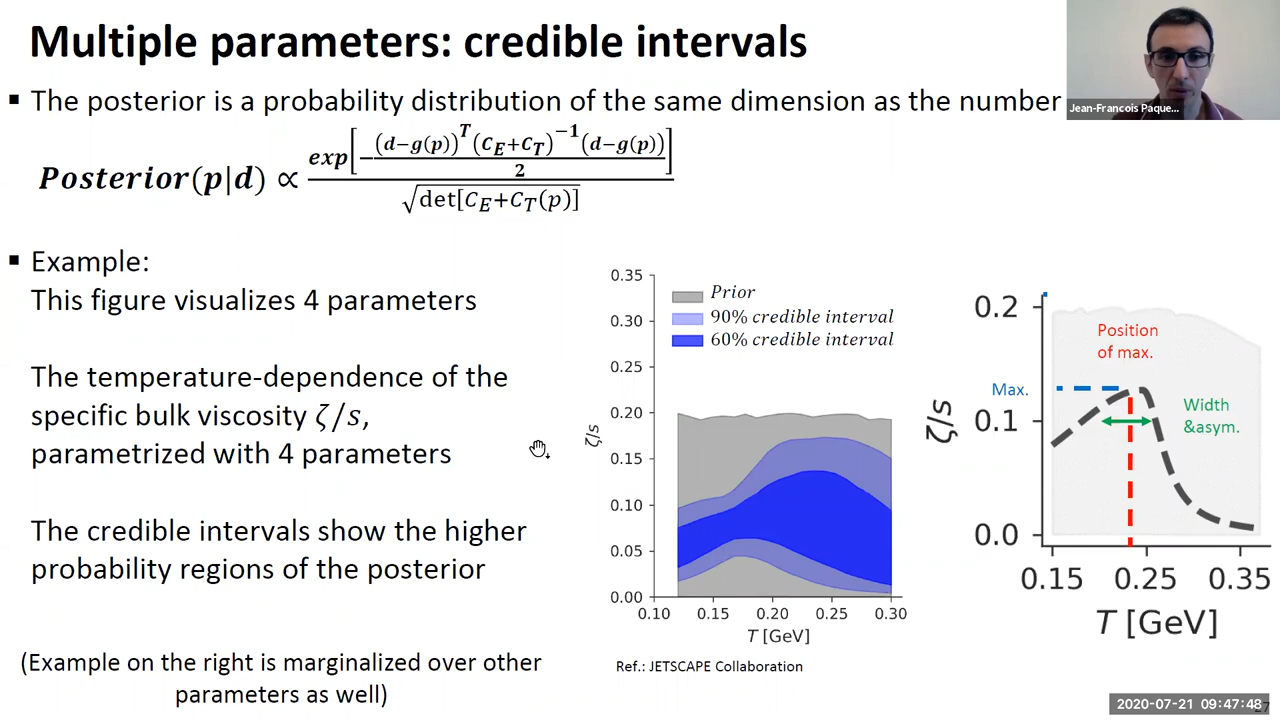 Multiple parameters: credible intervals
▪ The posterior is a probability distribution of the same dimension as the number
Jean-Francois Paque...
Posterior(p|d) ∝ exp[-(d-g(p))^T (C_E+C_T)^-1 (d-g(p)) / 2] / √det[C_E+C_T(p)]
▪ Example:
This figure visualizes 4 parameters
The temperature-dependence of the
specific bulk viscosity ζ/s,
parametrized with 4 parameters
The credible intervals show the higher
probability regions of the posterior
(Example on the right is marginalized over other
parameters as well)
0.35
0.30
0.25
0.20
0.15
0.10
0.05
0.00
ζ/s
Prior
90% credible interval
60% credible interval
0.10 0.15 0.20 0.25 0.30
T [GeV]
Ref.: JETSCAPE Collaboration
0.2
0.1
0.0
ζ/s
Position
of max.
Max.
Width
&asym.
0.15 0.25 0.35
T [GeV]
2020-07-21 09:47:48
27